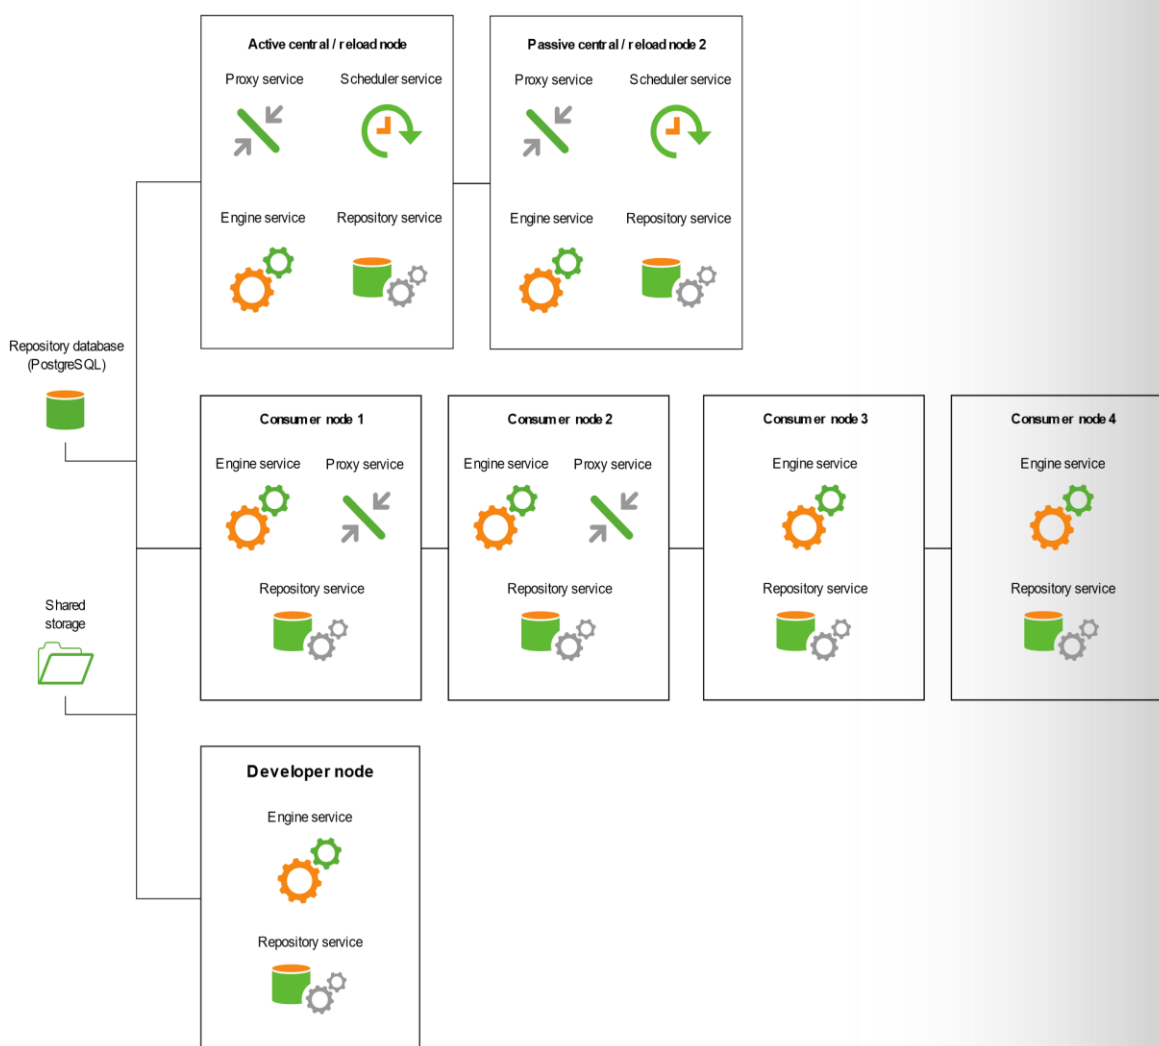 Active central / reload node
Passive central / reload node 2
Proxy service
Scheduler service
Proxy service
Scheduler service
Engine service
Repository service
Engine service
Repository service
Repository database
(PostgreSQL)
Consumer node 1
Consumer node 2
Consumer node 3
Consumer node 4
Engine service
Proxy service
Engine service
Proxy service
Engine service
Engine service
Repository service
Repository service
Repository service
Repository service
Shared
storage
Developer node
Engine service
Repository service